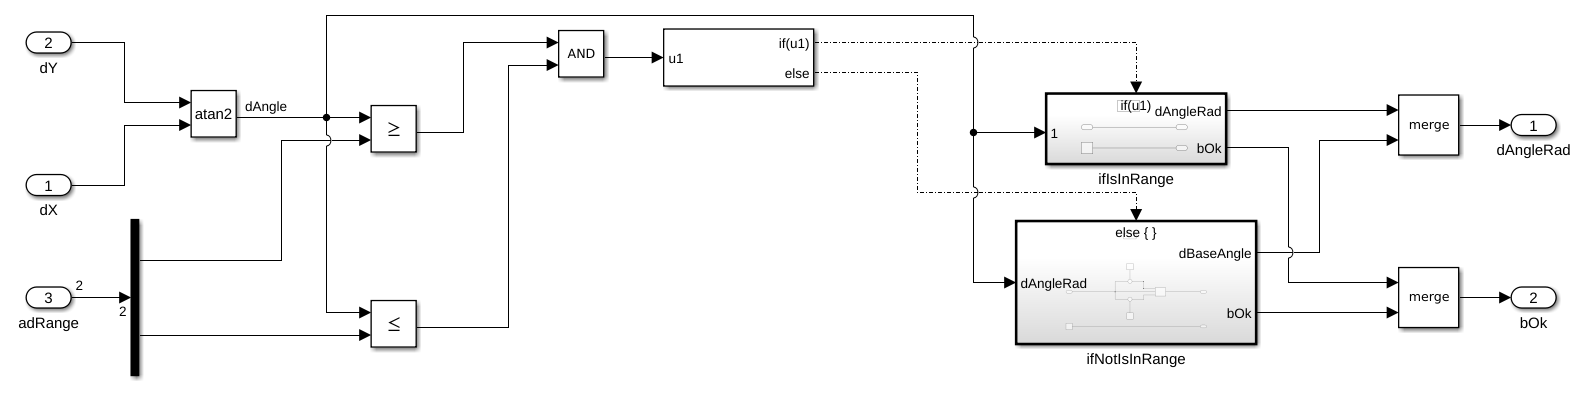 2
dY
1
dX
3
adRange
2
2
atan2
dAngle
≥
≤
AND
u1
if(u1)
else
if(u1)
1
dAngleRad
bOk
ifIsInRange
else { }
dAngleRad
dBaseAngle
bOk
ifNotIsInRange
merge
1
dAngleRad
merge
2
bOk